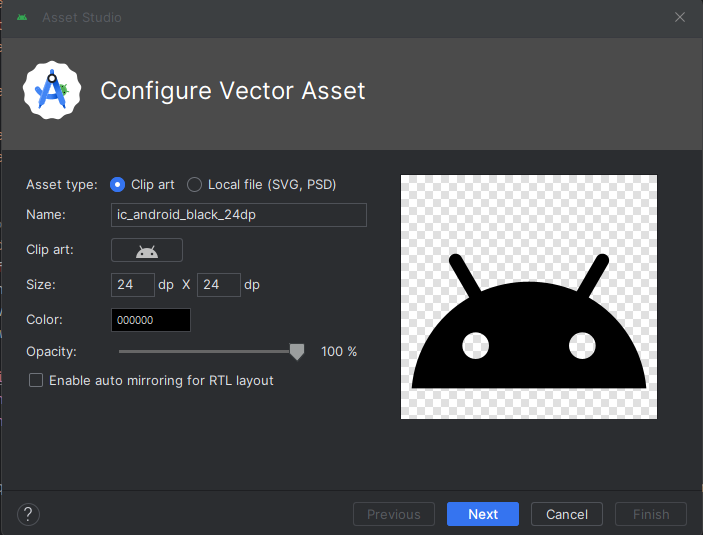 Asset Studio
Configure Vector Asset
Asset type: Clip art Local file (SVG, PSD)
Name: ic_android_black_24dp
Clip art:
Size: 24 dp X 24 dp
Color: 000000
Opacity: 100 %
Enable auto mirroring for RTL layout
? Previous Next Cancel Finish